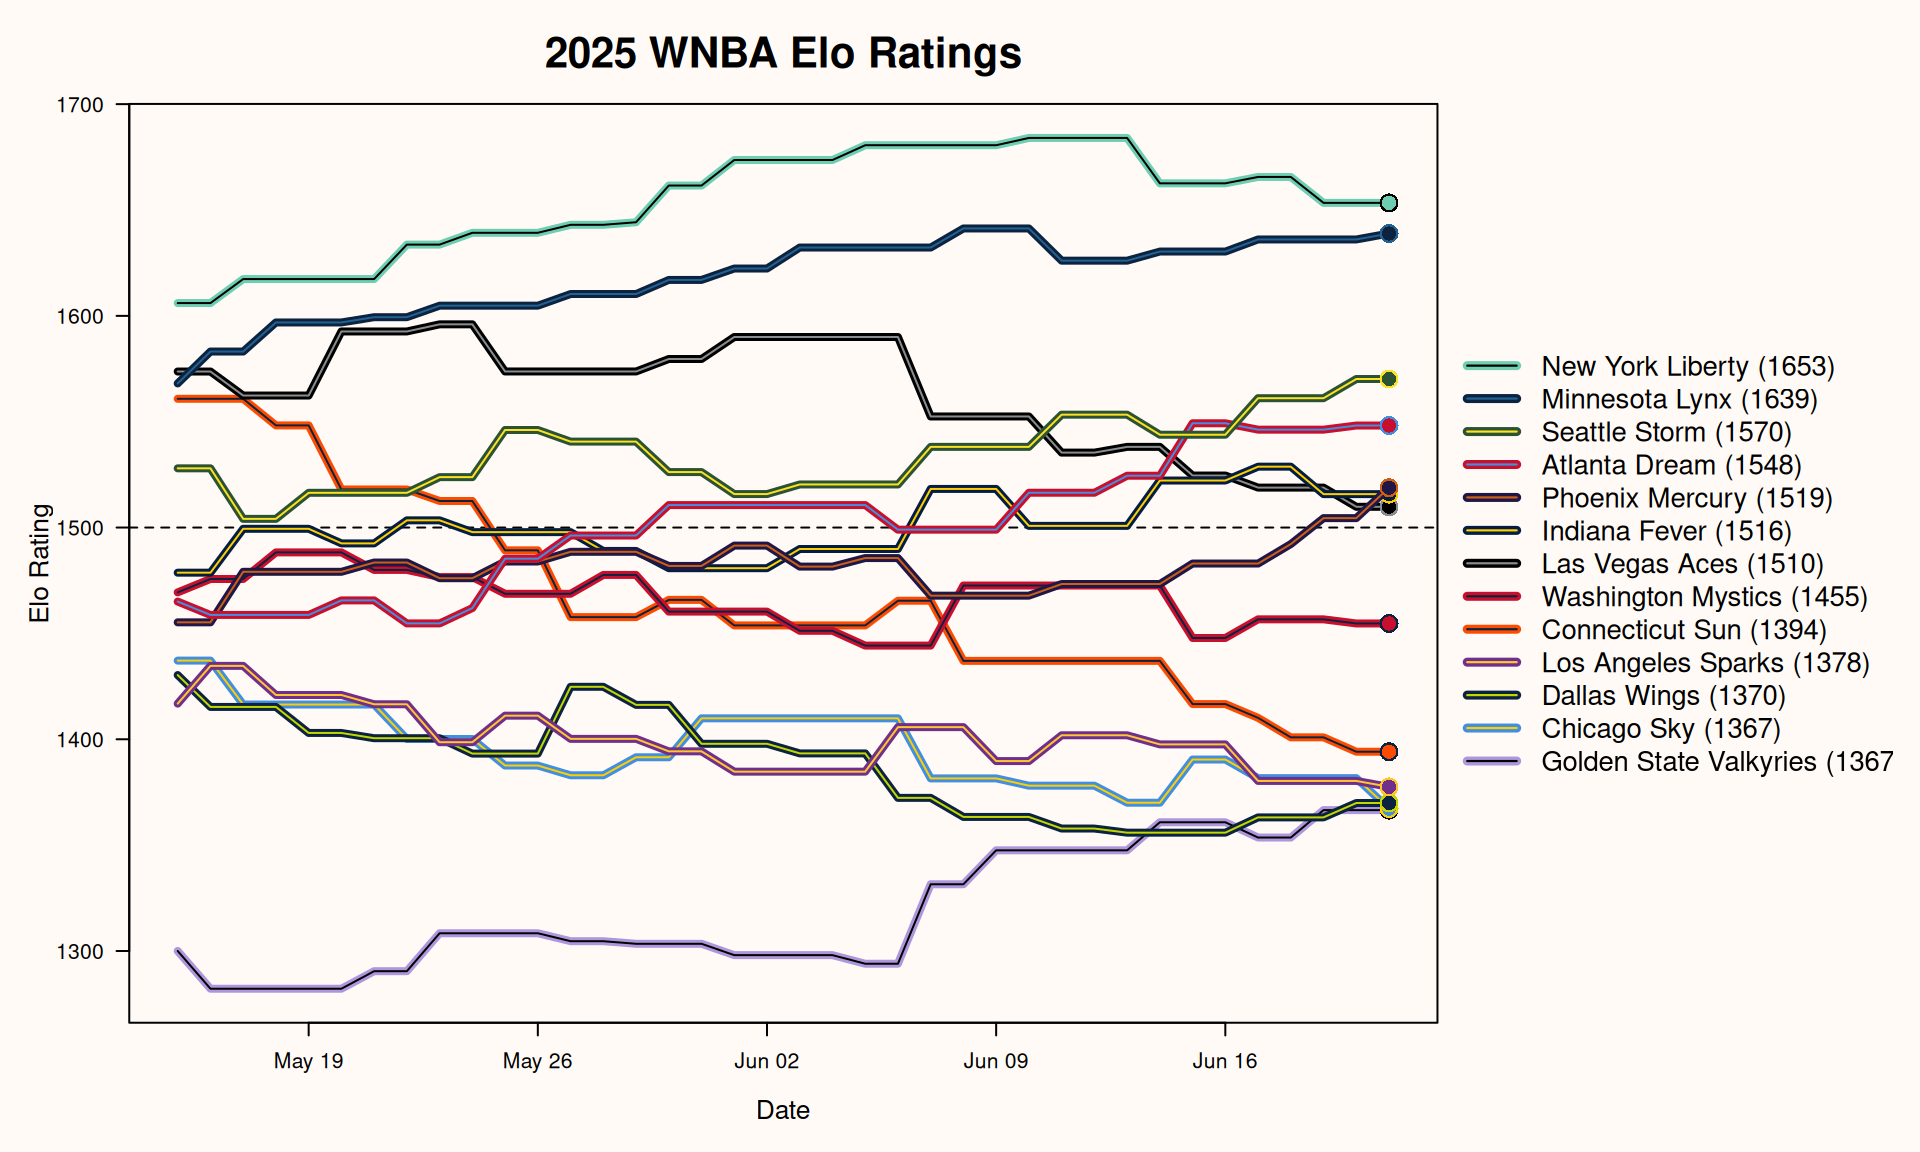 2025 WNBA Elo Ratings
1700
1600
1500
1400
1300
Elo Rating
May 19
May 26
Jun 02
Jun 09
Jun 16
Date
New York Liberty (1653)
Minnesota Lynx (1639)
Seattle Storm (1570)
Atlanta Dream (1548)
Phoenix Mercury (1519)
Indiana Fever (1516)
Las Vegas Aces (1510)
Washington Mystics (1455)
Connecticut Sun (1394)
Los Angeles Sparks (1378)
Dallas Wings (1370)
Chicago Sky (1367)
Golden State Valkyries (1367